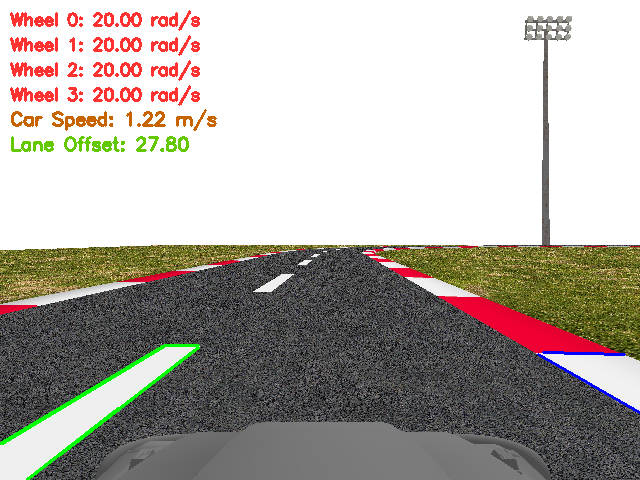 Wheel 0: 20.00 rad/s
Wheel 1: 20.00 rad/s
Wheel 2: 20.00 rad/s
Wheel 3: 20.00 rad/s
Car Speed: 1.22 m/s
Lane Offset: 27.80